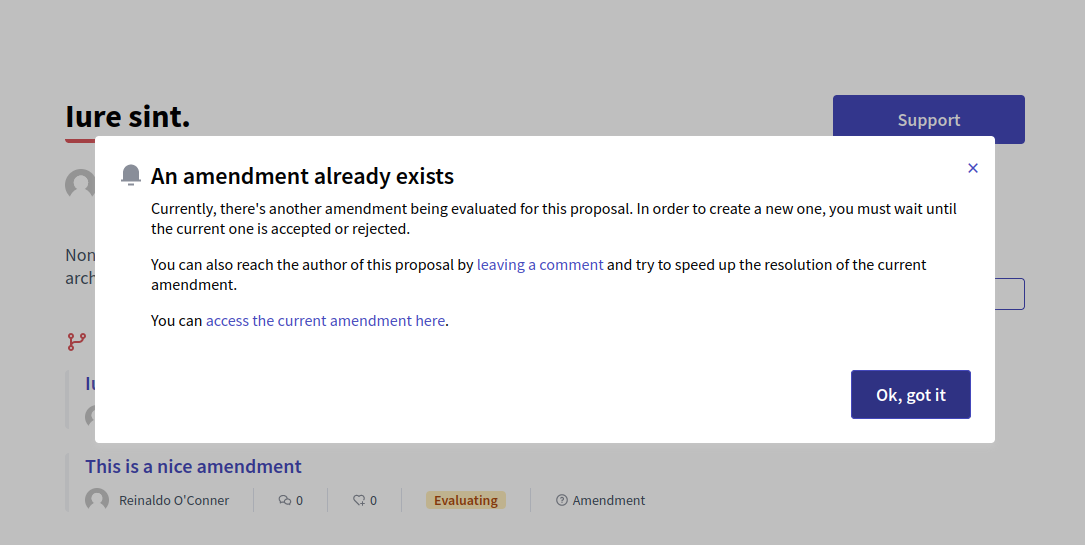 Iure sint.
Support
An amendment already exists
Currently, there's another amendment being evaluated for this proposal. In order to create a new one, you must wait until
the current one is accepted or rejected.
You can also reach the author of this proposal by leaving a comment and try to speed up the resolution of the current
amendment.
You can access the current amendment here.
Ok, got it
This is a nice amendment
Reinaldo O'Conner
0
0
Evaluating
Amendment